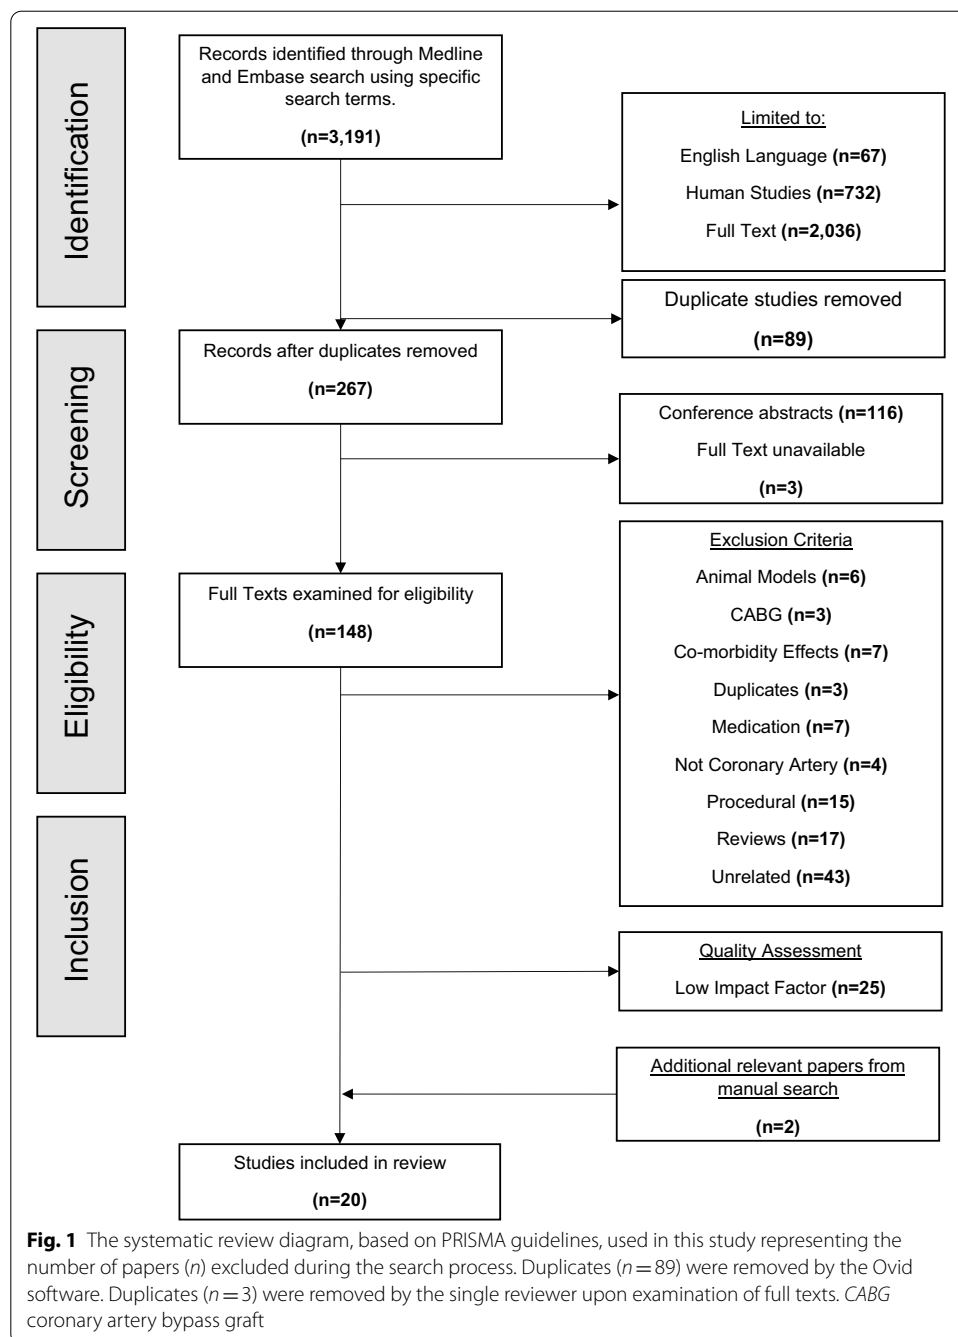 Identification
Records identified through Medline
and Embase search using specific
search terms.
(n=3,191)
Limited to:
English Language (n=67)
Human Studies (n=732)
Full Text (n=2,036)
Duplicate studies removed
(n=89)
Screening
Records after duplicates removed
(n=267)
Conference abstracts (n=116)
Full Text unavailable
(n=3)
Eligibility
Full Texts examined for eligibility
(n=148)
Exclusion Criteria
Animal Models (n=6)
CABG (n=3)
Co-morbidity Effects (n=7)
Duplicates (n=3)
Medication (n=7)
Not Coronary Artery (n=4)
Procedural (n=15)
Reviews (n=17)
Unrelated (n=43)
Inclusion
Quality Assessment
Low Impact Factor (n=25)
Additional relevant papers from
manual search
(n=2)
Studies included in review
(n=20)
Fig. 1 The systematic review diagram, based on PRISMA guidelines, used in this study representing the
number of papers (n) excluded during the search process. Duplicates (n = 89) were removed by the Ovid
software. Duplicates (n = 3) were removed by the single reviewer upon examination of full texts. CABG
coronary artery bypass graft